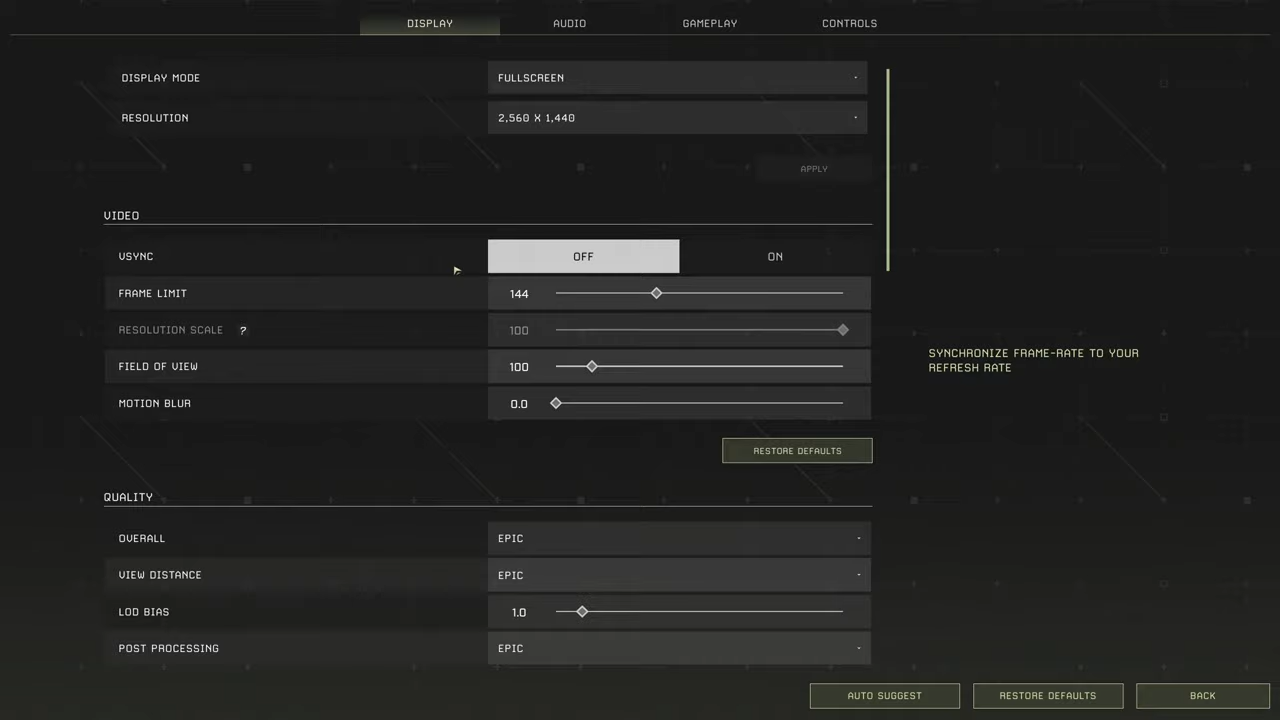 DISPLAY AUDIO GAMEPLAY CONTROLS
DISPLAY MODE FULLSCREEN
RESOLUTION 2,560 X 1,440
APPLY
VIDEO
VSYNC OFF ON
FRAME LIMIT 144
RESOLUTION SCALE ? 100
FIELD OF VIEW 100
MOTION BLUR 0.0
RESTORE DEFAULTS
SYNCHRONIZE FRAME-RATE TO YOUR
REFRESH RATE
QUALITY
OVERALL EPIC
VIEW DISTANCE EPIC
LOD BIAS 1.0
POST PROCESSING EPIC
AUTO SUGGEST RESTORE DEFAULTS BACK